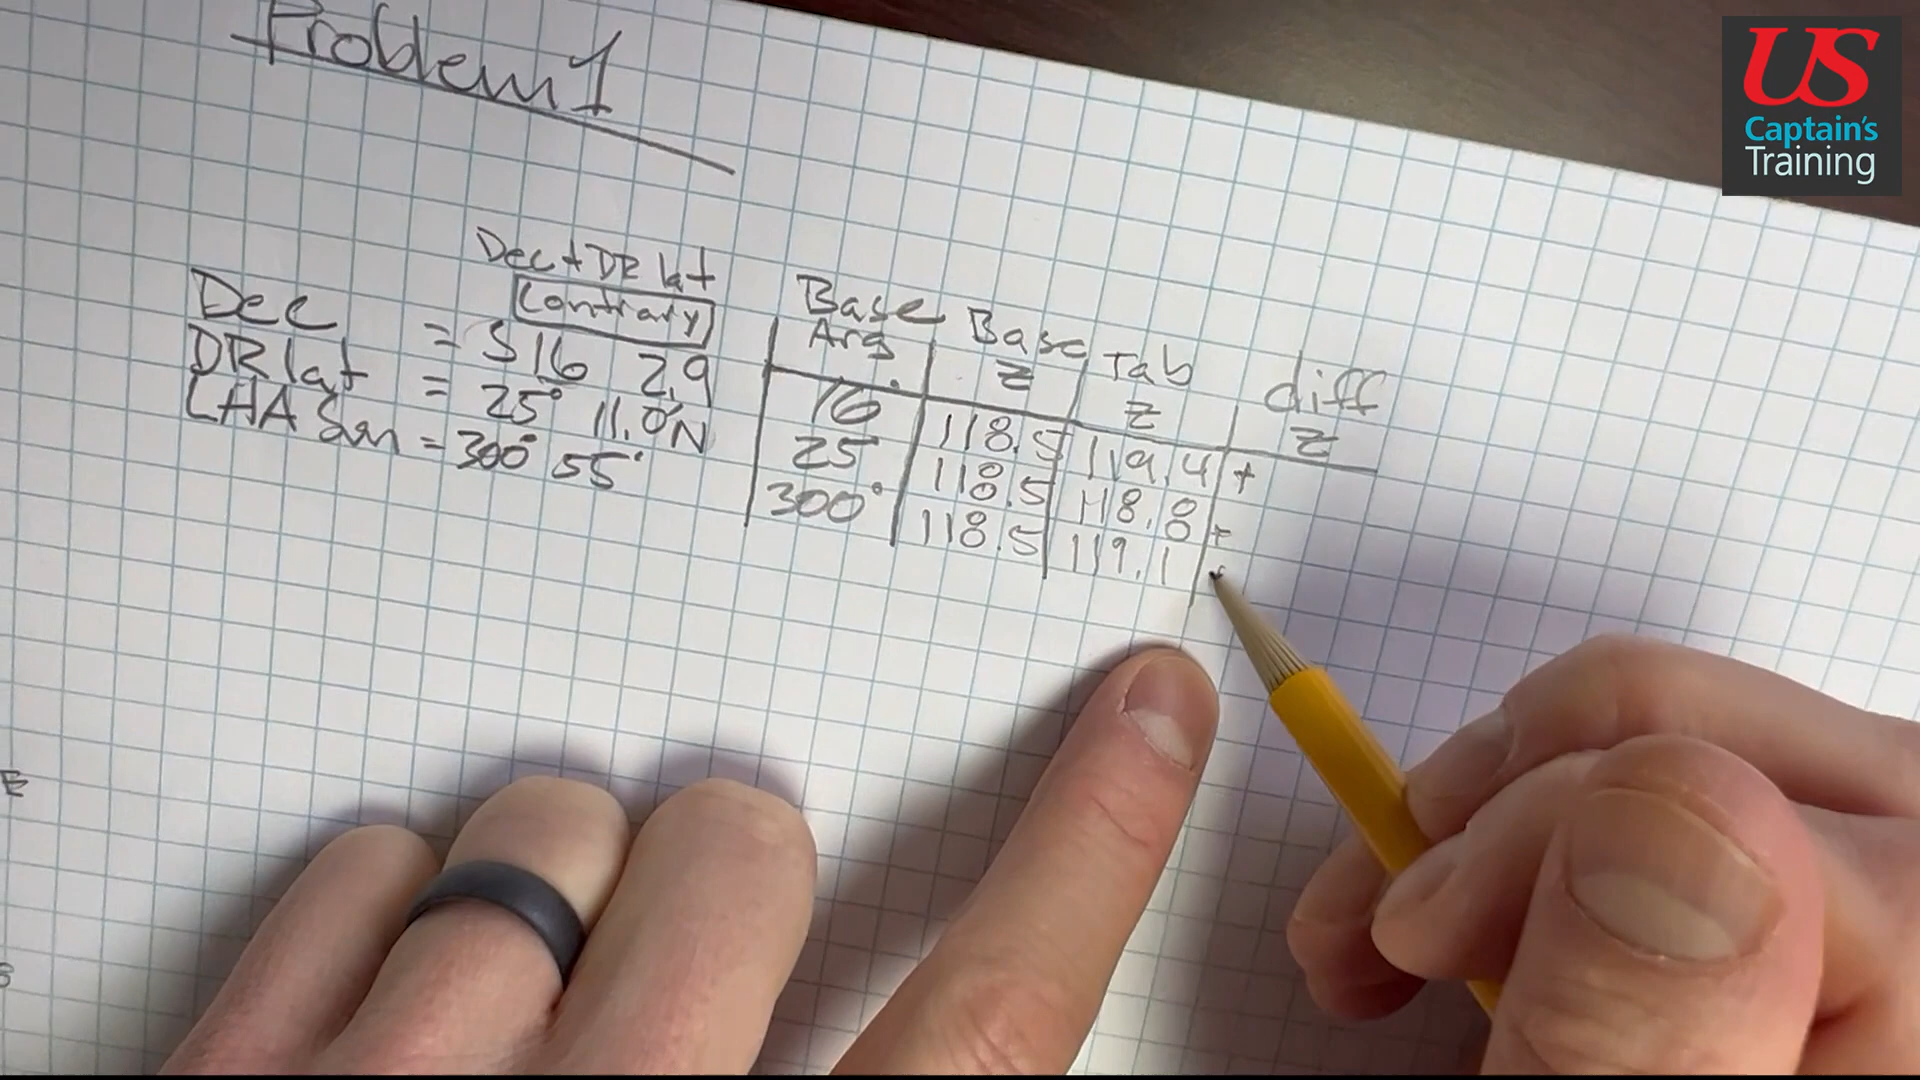 Problem 1
Dec + DR lat
Contrary
Dec = S 16 2.9
DR lat = 25° 11.0' N
LHA Sun = 300° 55'
Base Arg Base Z Tab Z diff Z
16 118.5 119.4 +
25 118.5 118.8 +
300° 118.5 119.1 +
E
US
Captain's
Training